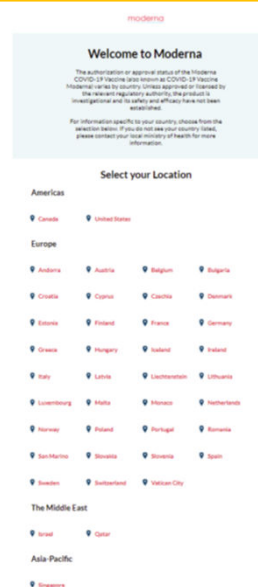 moderna
Welcome to Moderna
The authorization or approval status of the Moderna
COVID-19 Vaccine (also known as COVID-19 Vaccine
Moderna) varies by country. Unless approved or licensed by
the relevant regulatory authority, the product is
investigational and its safety and efficacy have not been
established.
For information specific to your country, choose from the
selection below. If you do not see your country listed,
please contact your local ministry of health for more
information.
Select your Location
Americas
Canada United States
Europe
Andorra Austria Belgium Bulgaria
Croatia Cyprus Czechia Denmark
Estonia Finland France Germany
Greece Hungary Iceland Ireland
Italy Latvia Liechtenstein Lithuania
Luxembourg Malta Monaco Netherlands
Norway Poland Portugal Romania
San Marino Slovakia Slovenia Spain
Sweden Switzerland Vatican City
The Middle East
Israel Qatar
Asia-Pacific
Singapore